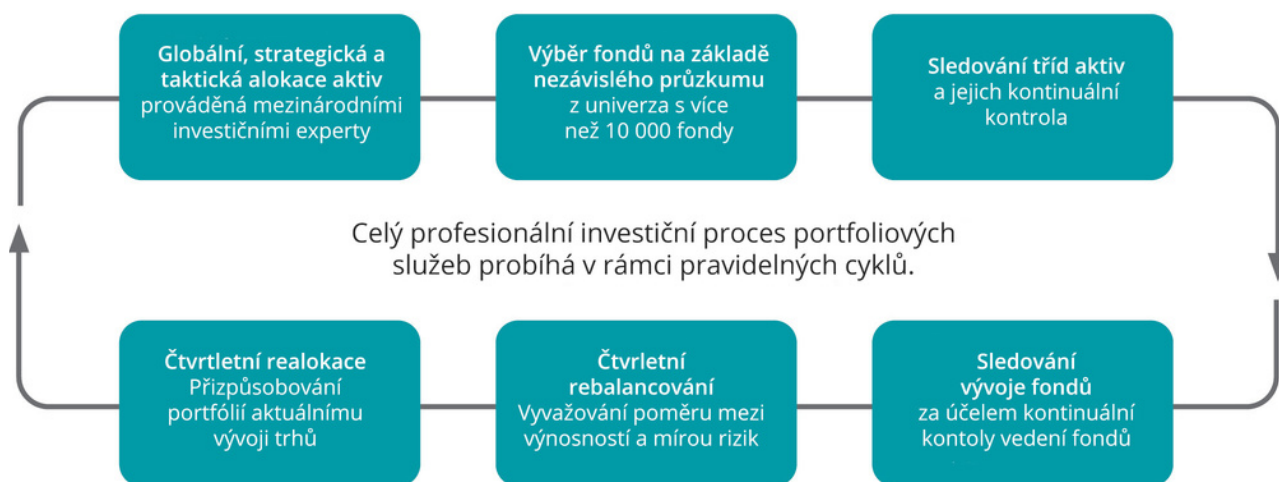 Globální, strategická a
taktická alokace aktiv
prováděná mezinárodními
investičními experty
Výběr fondů na základě
nezávislého průzkumu
z univerza s více
než 10 000 fondy
Sledování tříd aktiv
a jejich kontinuální
kontrola
Celý profesionální investiční proces portfoliových
služeb probíhá v rámci pravidelných cyklů.
Čtvrtletní realokace
Přizpůsobování
portfólií aktuálnímu
vývoji trhů
Čtvrletní
rebalancování
Vyvažování poměru mezi
výnosností a mírou rizik
Sledování
vývoje fondů
za účelem kontinuální
kontoly vedení fondů